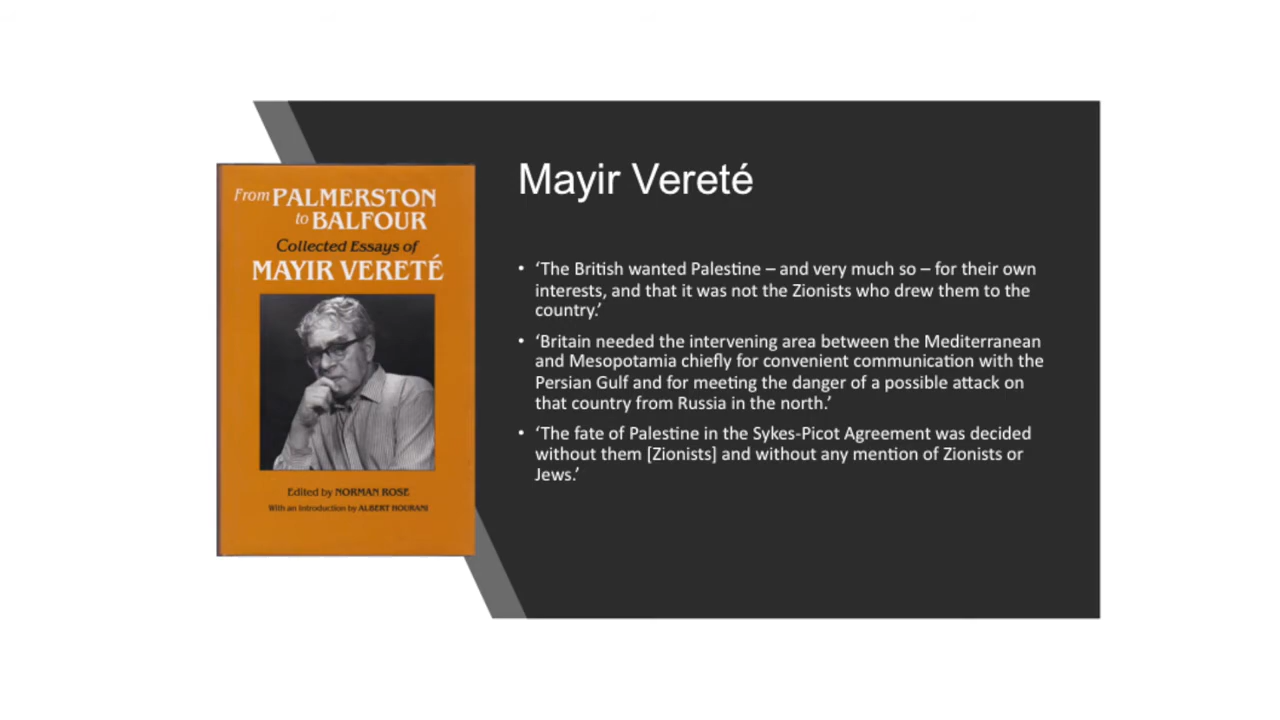 From PALMERSTON
to BALFOUR
Collected Essays of
MAYIR VERETÉ
Edited by NORMAN ROSE
With an Introduction by ALBERT HOURANI
Mayir Vereté
• ‘The British wanted Palestine – and very much so – for their own
interests, and that it was not the Zionists who drew them to the
country.’
• ‘Britain needed the intervening area between the Mediterranean
and Mesopotamia chiefly for convenient communication with the
Persian Gulf and for meeting the danger of a possible attack on
that country from Russia in the north.’
• ‘The fate of Palestine in the Sykes-Picot Agreement was decided
without them [Zionists] and without any mention of Zionists or
Jews.’